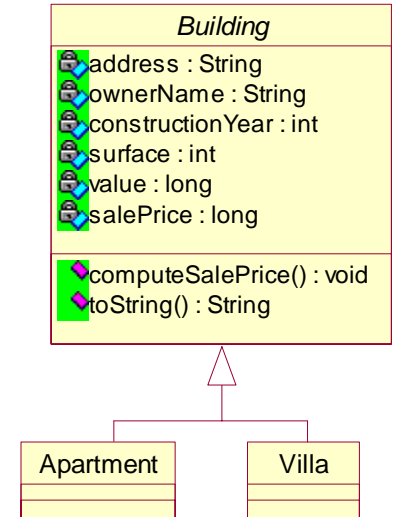 Building
address : String
ownerName : String
constructionYear : int
surface : int
value : long
salePrice : long
computeSalePrice() : void
toString() : String
Apartment
Villa